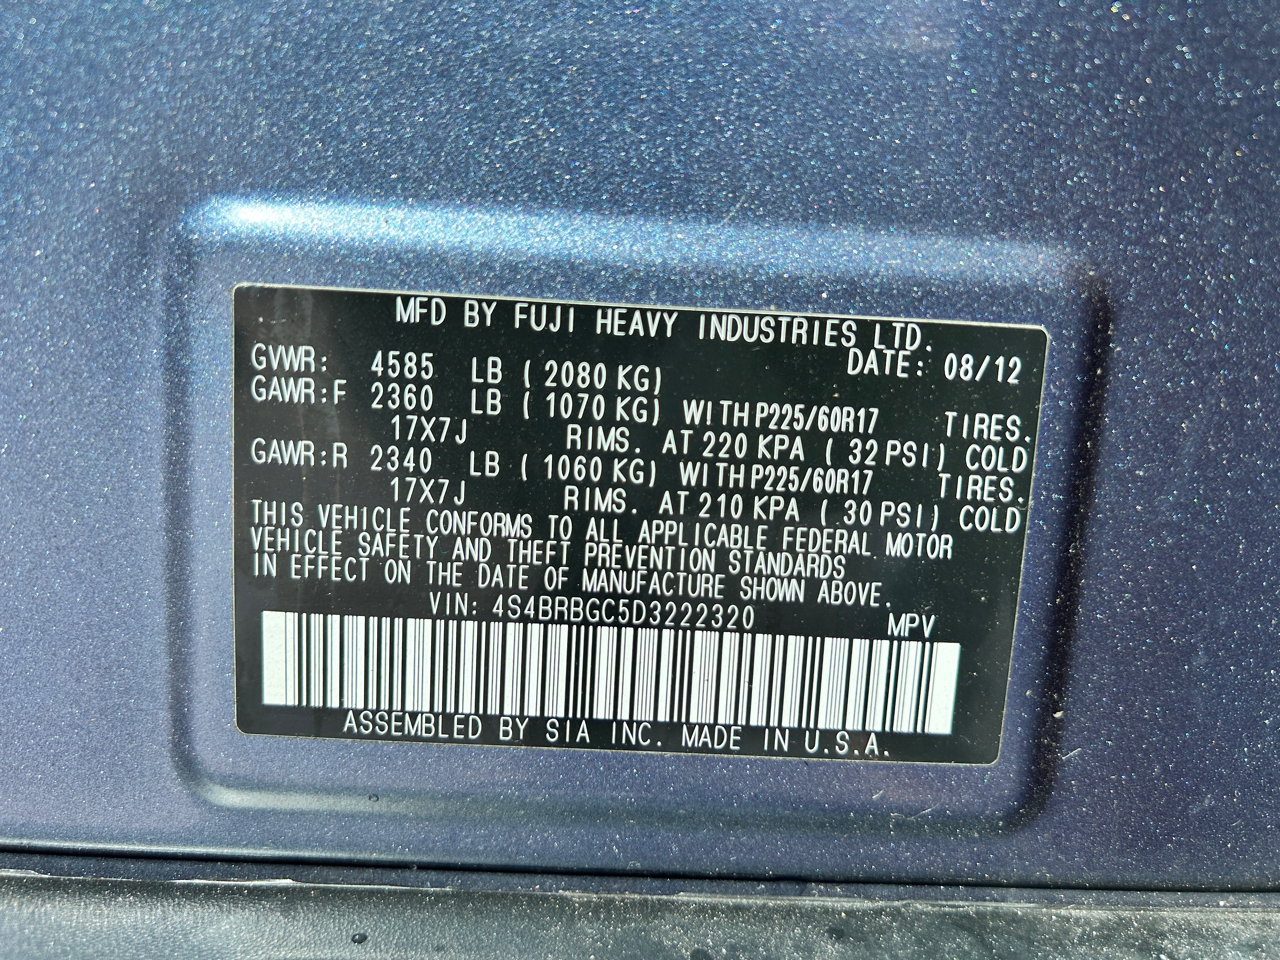 MFD BY FUJI HEAVY INDUSTRIES LTD.
DATE: 08/12
GVWR: 4585 LB ( 2080 KG)
GAWR:F 2360 LB ( 1070 KG) WITH P225/60R17 TIRES.
17X7J RIMS. AT 220 KPA ( 32 PSI) COLD
GAWR:R 2340 LB ( 1060 KG) WITH P225/60R17 TIRES.
17X7J RIMS. AT 210 KPA ( 30 PSI) COLD
THIS VEHICLE CONFORMS TO ALL APPLICABLE FEDERAL MOTOR
VEHICLE SAFETY AND THEFT PREVENTION STANDARDS
IN EFFECT ON THE DATE OF MANUFACTURE SHOWN ABOVE.
VIN: 4S4BRBGC5D3222320 MPV
ASSEMBLED BY SIA INC. MADE IN U.S.A.